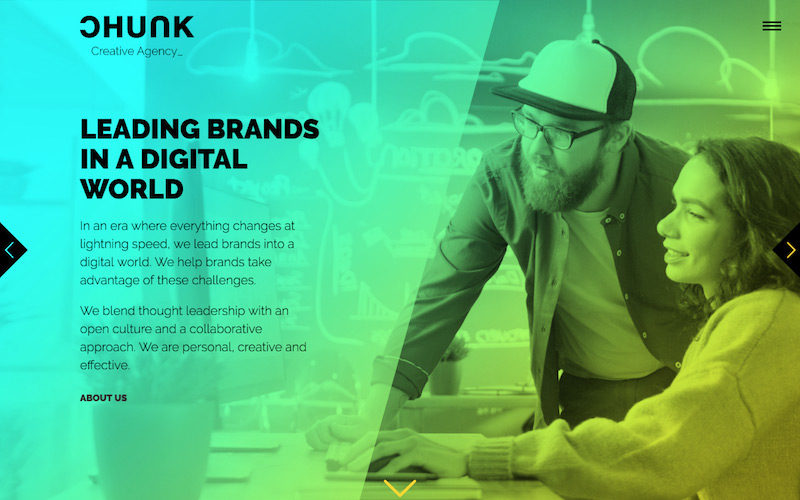 CHUNK
Creative Agency_
LEADING BRANDS
IN A DIGITAL
WORLD
In an era where everything changes at
lightning speed, we lead brands into a
digital world. We help brands take
advantage of these challenges.
We blend thought leadership with an
open culture and a collaborative
approach. We are personal, creative and
effective.
ABOUT US